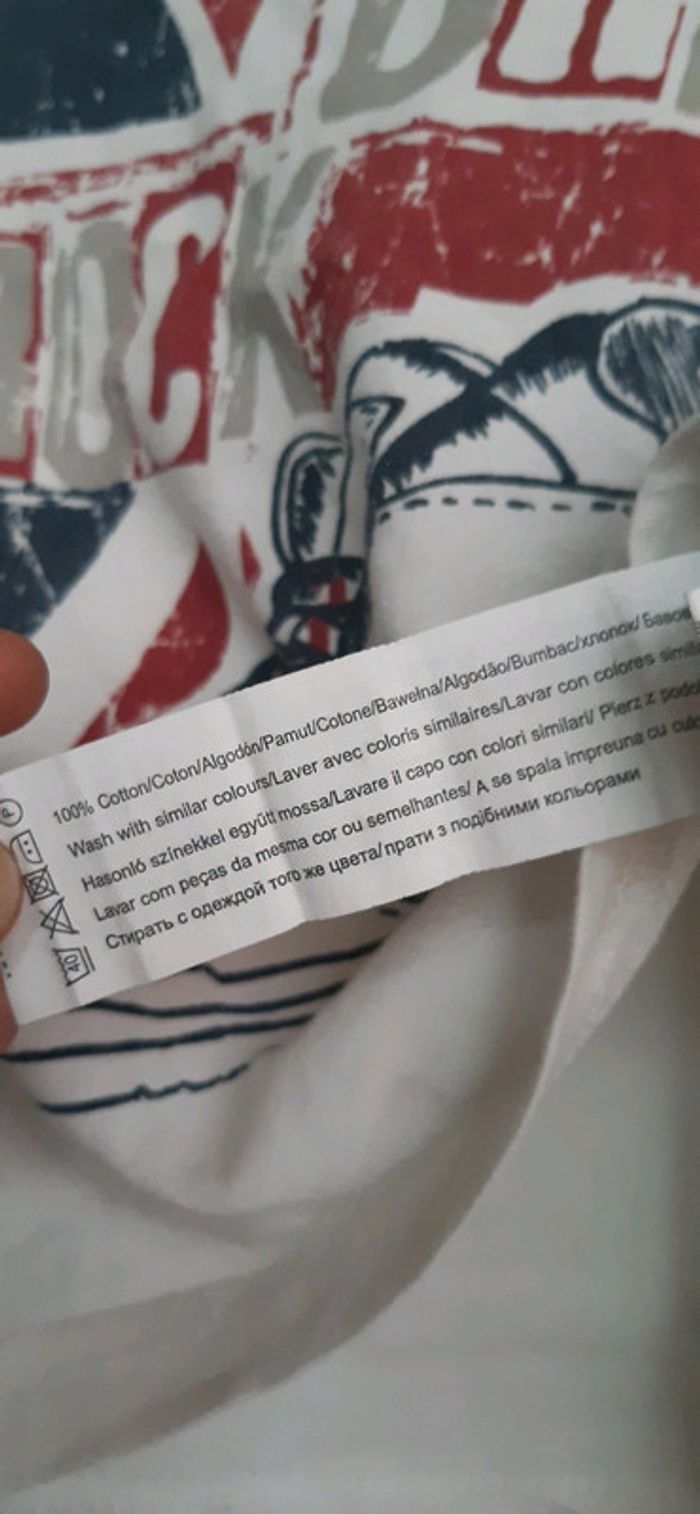 OCK
100% Cotton/Coton/Algodón/Pamut/Cotone/Bawełna/Algodão/Bumbac/хлопок/
Wash with similar colours/Laver avec coloris similaires/Lavar con colores
Hasonló színekkel együtt mossa/Lavare il capo con colori similari/ Pierz z
Lavar com peças da mesma cor ou semelhantes/ A se spala impreuna cu
Стирать с одеждой того же цвета/прати з подібними кольорами
P
40